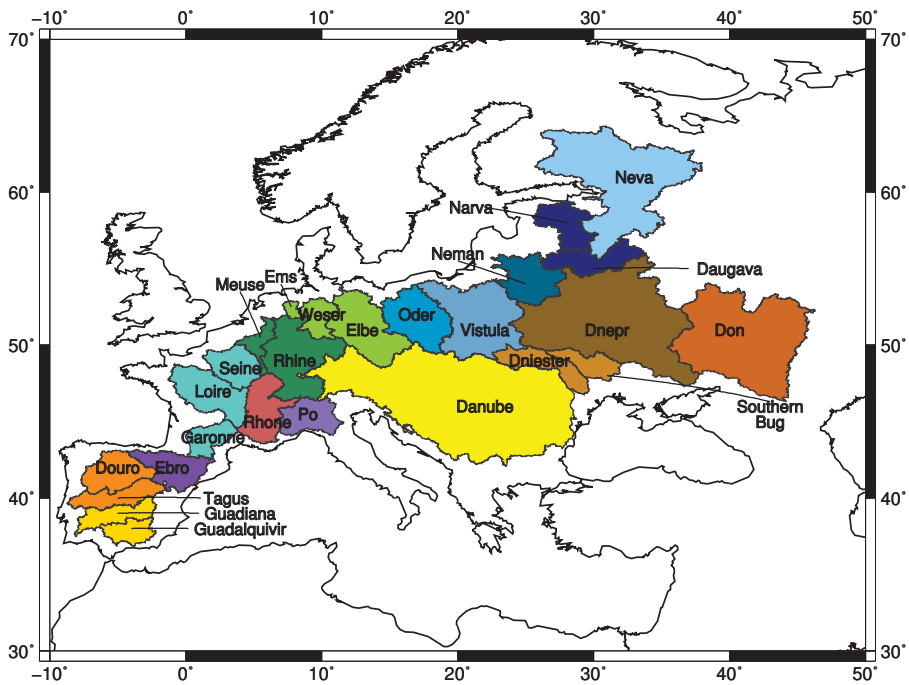 −10˚ 0˚ 10˚ 20˚ 30˚ 40˚ 50˚
70˚ 70˚
60˚ 60˚
50˚ 50˚
40˚ 40˚
30˚ 30˚
−10˚ 0˚ 10˚ 20˚ 30˚ 40˚ 50˚
Neva
Narva
Neman
Daugava
Ems
Meuse
Weser
Elbe
Oder
Vistula
Dnepr
Don
Rhine
Seine
Dniester
Loire
Danube
Southern
Bug
Rhone
Po
Garonne
Douro
Ebro
Tagus
Guadiana
Guadalquivir